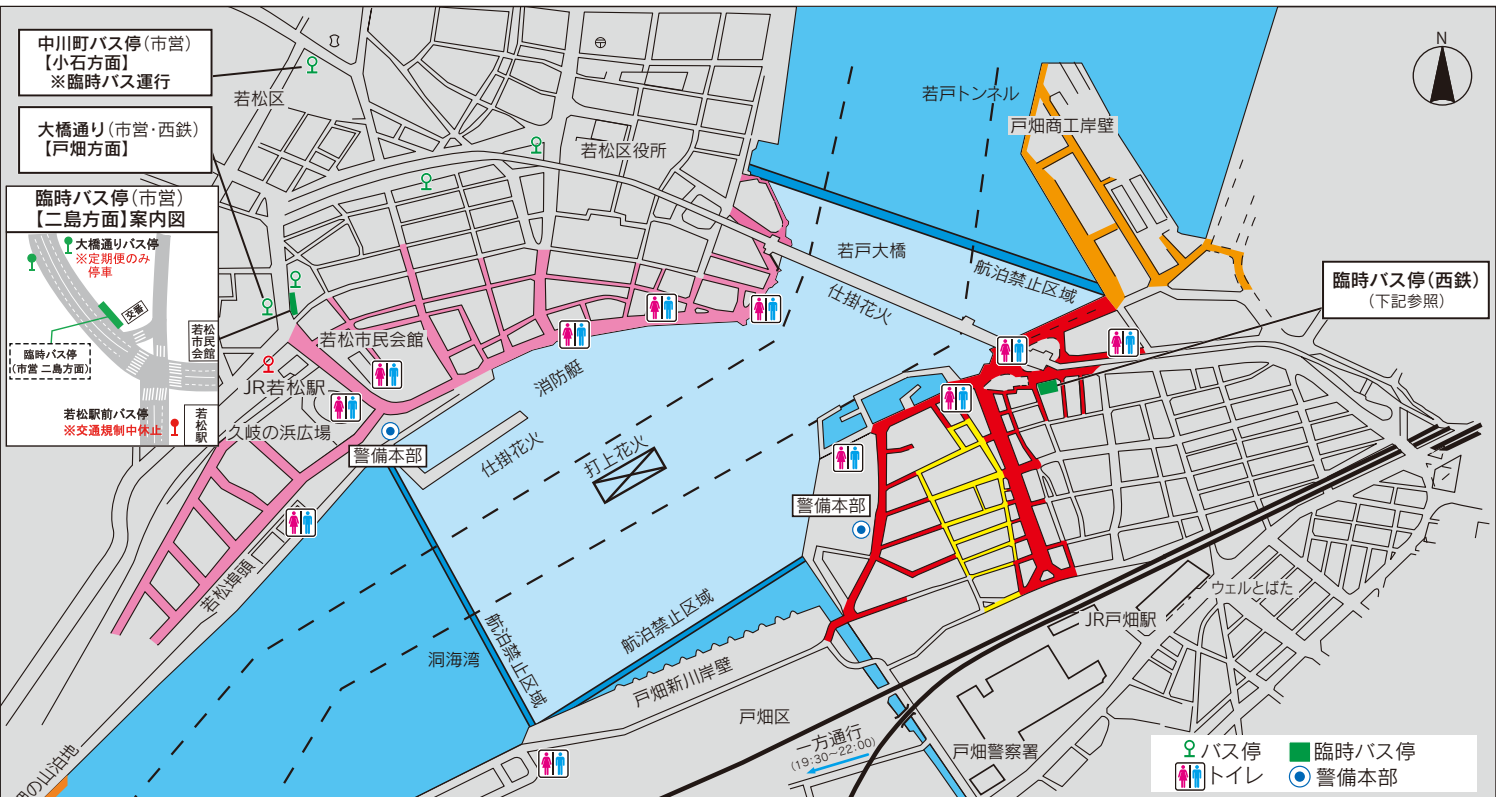 中川町バス停(市営)
【小石方面】
※臨時バス運行
大橋通り(市営・西鉄)
【戸畑方面】
臨時バス停(市営)
【二島方面】案内図
大橋通りバス停
※定期便のみ
停車
交番
若松
市民
会館
臨時バス停
(市営 二島方面)
若松駅前バス停
※交通規制中休止
若
松
駅
若松区
若松区役所
若戸トンネル
戸畑商工岸壁
N
若戸大橋
航泊禁止区域
仕掛花火
臨時バス停(西鉄)
(下記参照)
若松市民会館
JR若松駅
久岐の浜広場
警備本部
消防艇
仕掛花火
打上花火
警備本部
若松埠頭
洞海湾
航泊禁止区域
航泊禁止区域
戸畑新川岸壁
戸畑区
一方通行
(19:30~22:00)
戸畑警察署
JR戸畑駅
ウェルとばた
の山泊地
バス停
臨時バス停
トイレ
警備本部